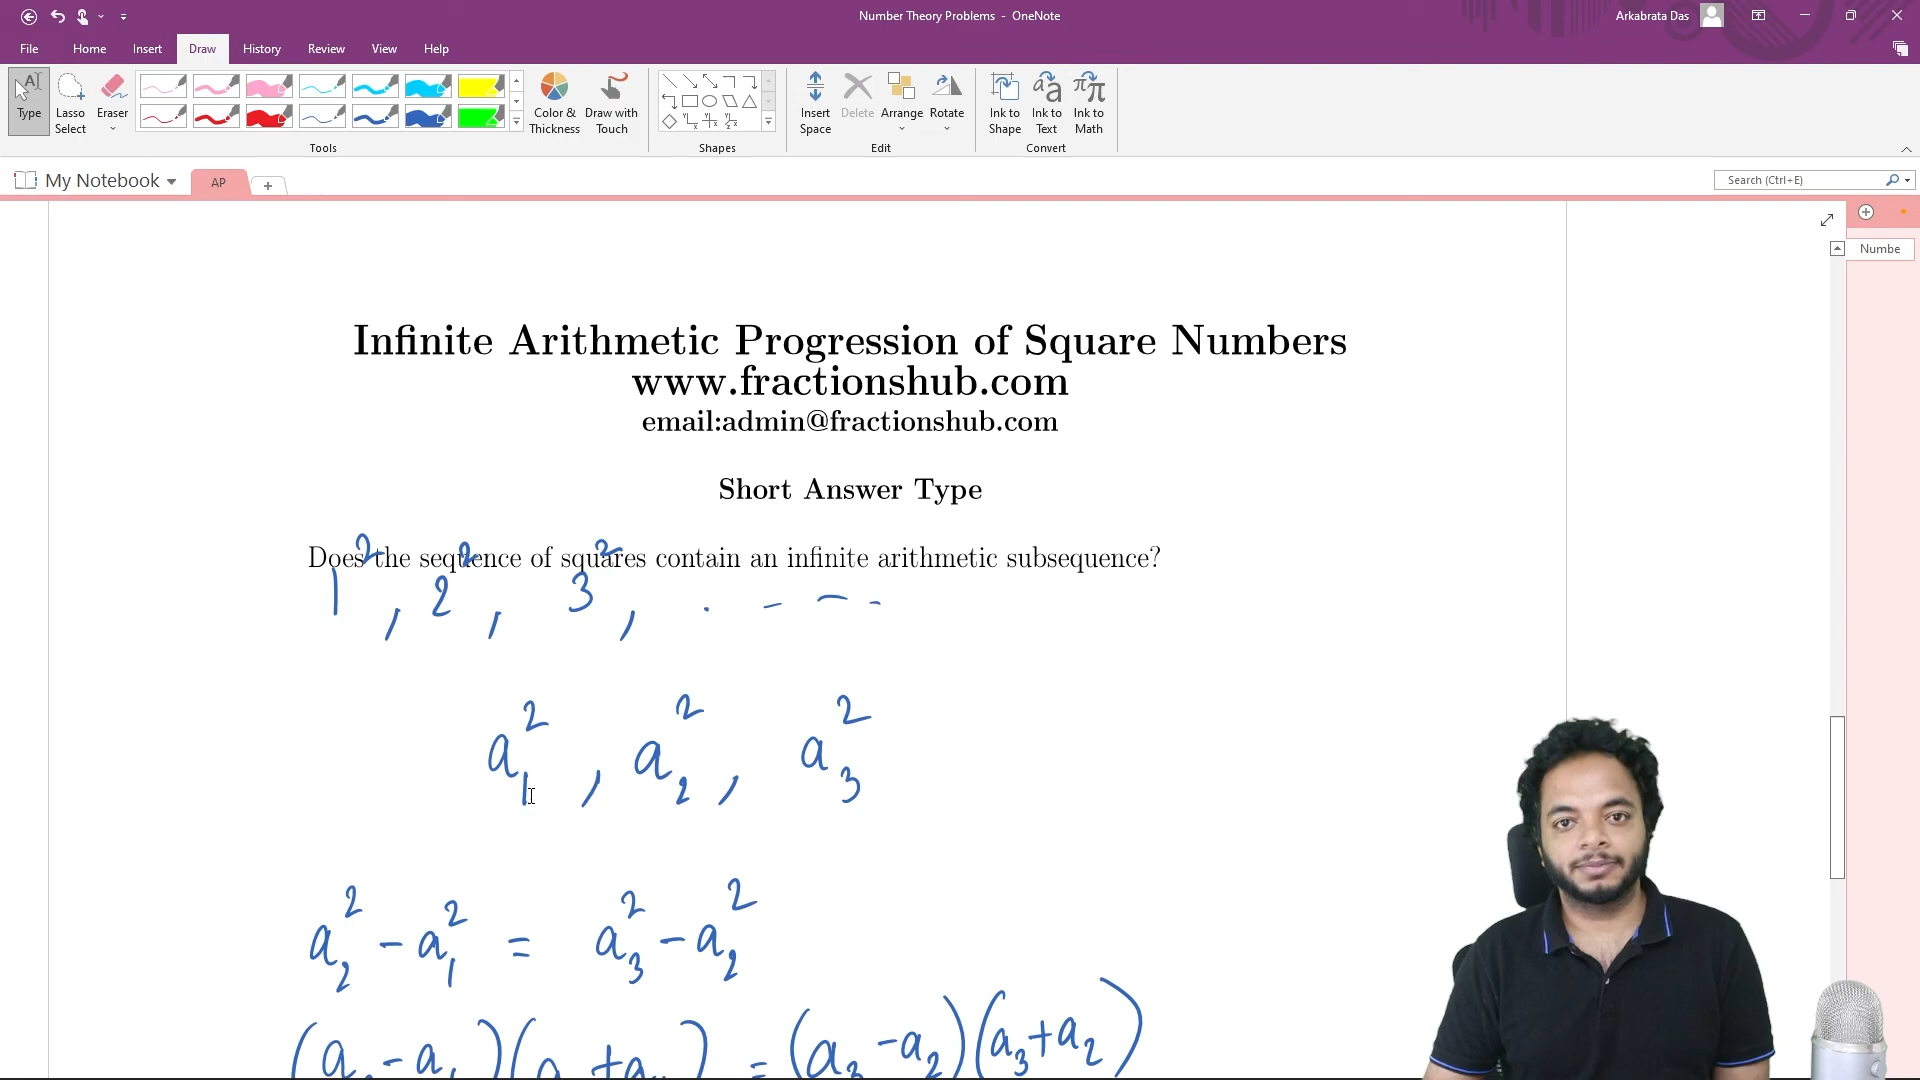 Number Theory Problems - OneNote
Arkabrata Das
File Home Insert Draw History Review View Help
Type
Lasso Select
Eraser
Color & Thickness
Draw with Touch
Insert Space
Delete
Arrange
Rotate
Ink to Shape
Ink to Text
Ink to Math
Tools Shapes Edit Convert
My Notebook AP +
Search (Ctrl+E)
Numbe
Infinite Arithmetic Progression of Square Numbers
www.fractionshub.com
email:admin@fractionshub.com
Short Answer Type
Does the sequence of squares contain an infinite arithmetic subsequence?
1², 2², 3², . - - -
a₁², a₂², a₃²
a₂² - a₁² = a₃² - a₂²
(a₂ - a₁)(a₂ + a₁) = (a₃ - a₂)(a₃ + a₂)